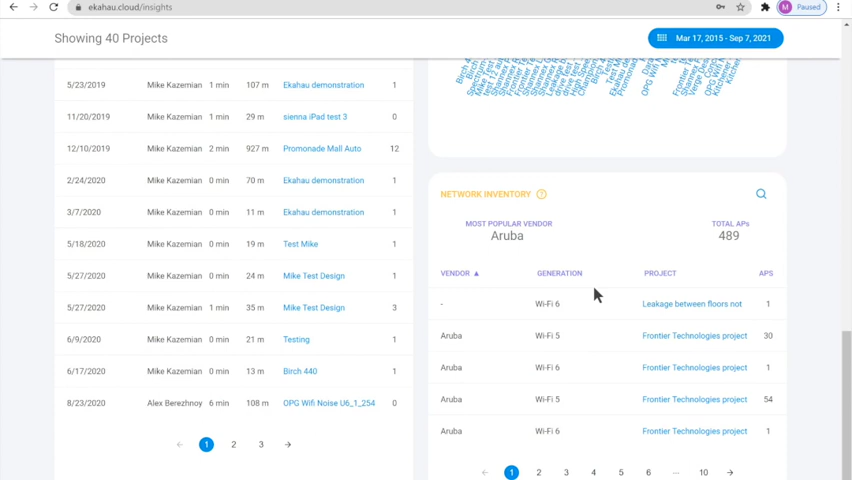 ekahau.cloud/insights
M Paused
Showing 40 Projects
Mar 17, 2015 - Sep 7, 2021
5/23/2019 Mike Kazemian 1 min 107 m Ekahau demonstration 1
11/20/2019 Mike Kazemian 1 min 29 m sienna iPad test 3 0
12/10/2019 Mike Kazemian 2 min 927 m Promonade Mall Auto 12
2/24/2020 Mike Kazemian 0 min 70 m Ekahau demonstration 1
3/7/2020 Mike Kazemian 0 min 11 m Ekahau demonstration 1
5/18/2020 Mike Kazemian 0 min 19 m Test Mike 1
5/27/2020 Mike Kazemian 0 min 24 m Mike Test Design 1
5/27/2020 Mike Kazemian 1 min 35 m Mike Test Design 3
6/9/2020 Mike Kazemian 0 min 21 m Testing 1
6/17/2020 Mike Kazemian 0 min 13 m Birch 440 1
8/23/2020 Alex Berezhnoy 6 min 108 m OPG Wifi Noise U6_1_254 0
← 1 2 3 →
NETWORK INVENTORY ?
MOST POPULAR VENDOR TOTAL APs
Aruba 489
VENDOR ▲ GENERATION PROJECT APS
- Wi-Fi 6 Leakage between floors not 1
Aruba Wi-Fi 5 Frontier Technologies project 30
Aruba Wi-Fi 6 Frontier Technologies project 1
Aruba Wi-Fi 5 Frontier Technologies project 54
Aruba Wi-Fi 6 Frontier Technologies project 1
← 1 2 3 4 5 6 ... 10 →